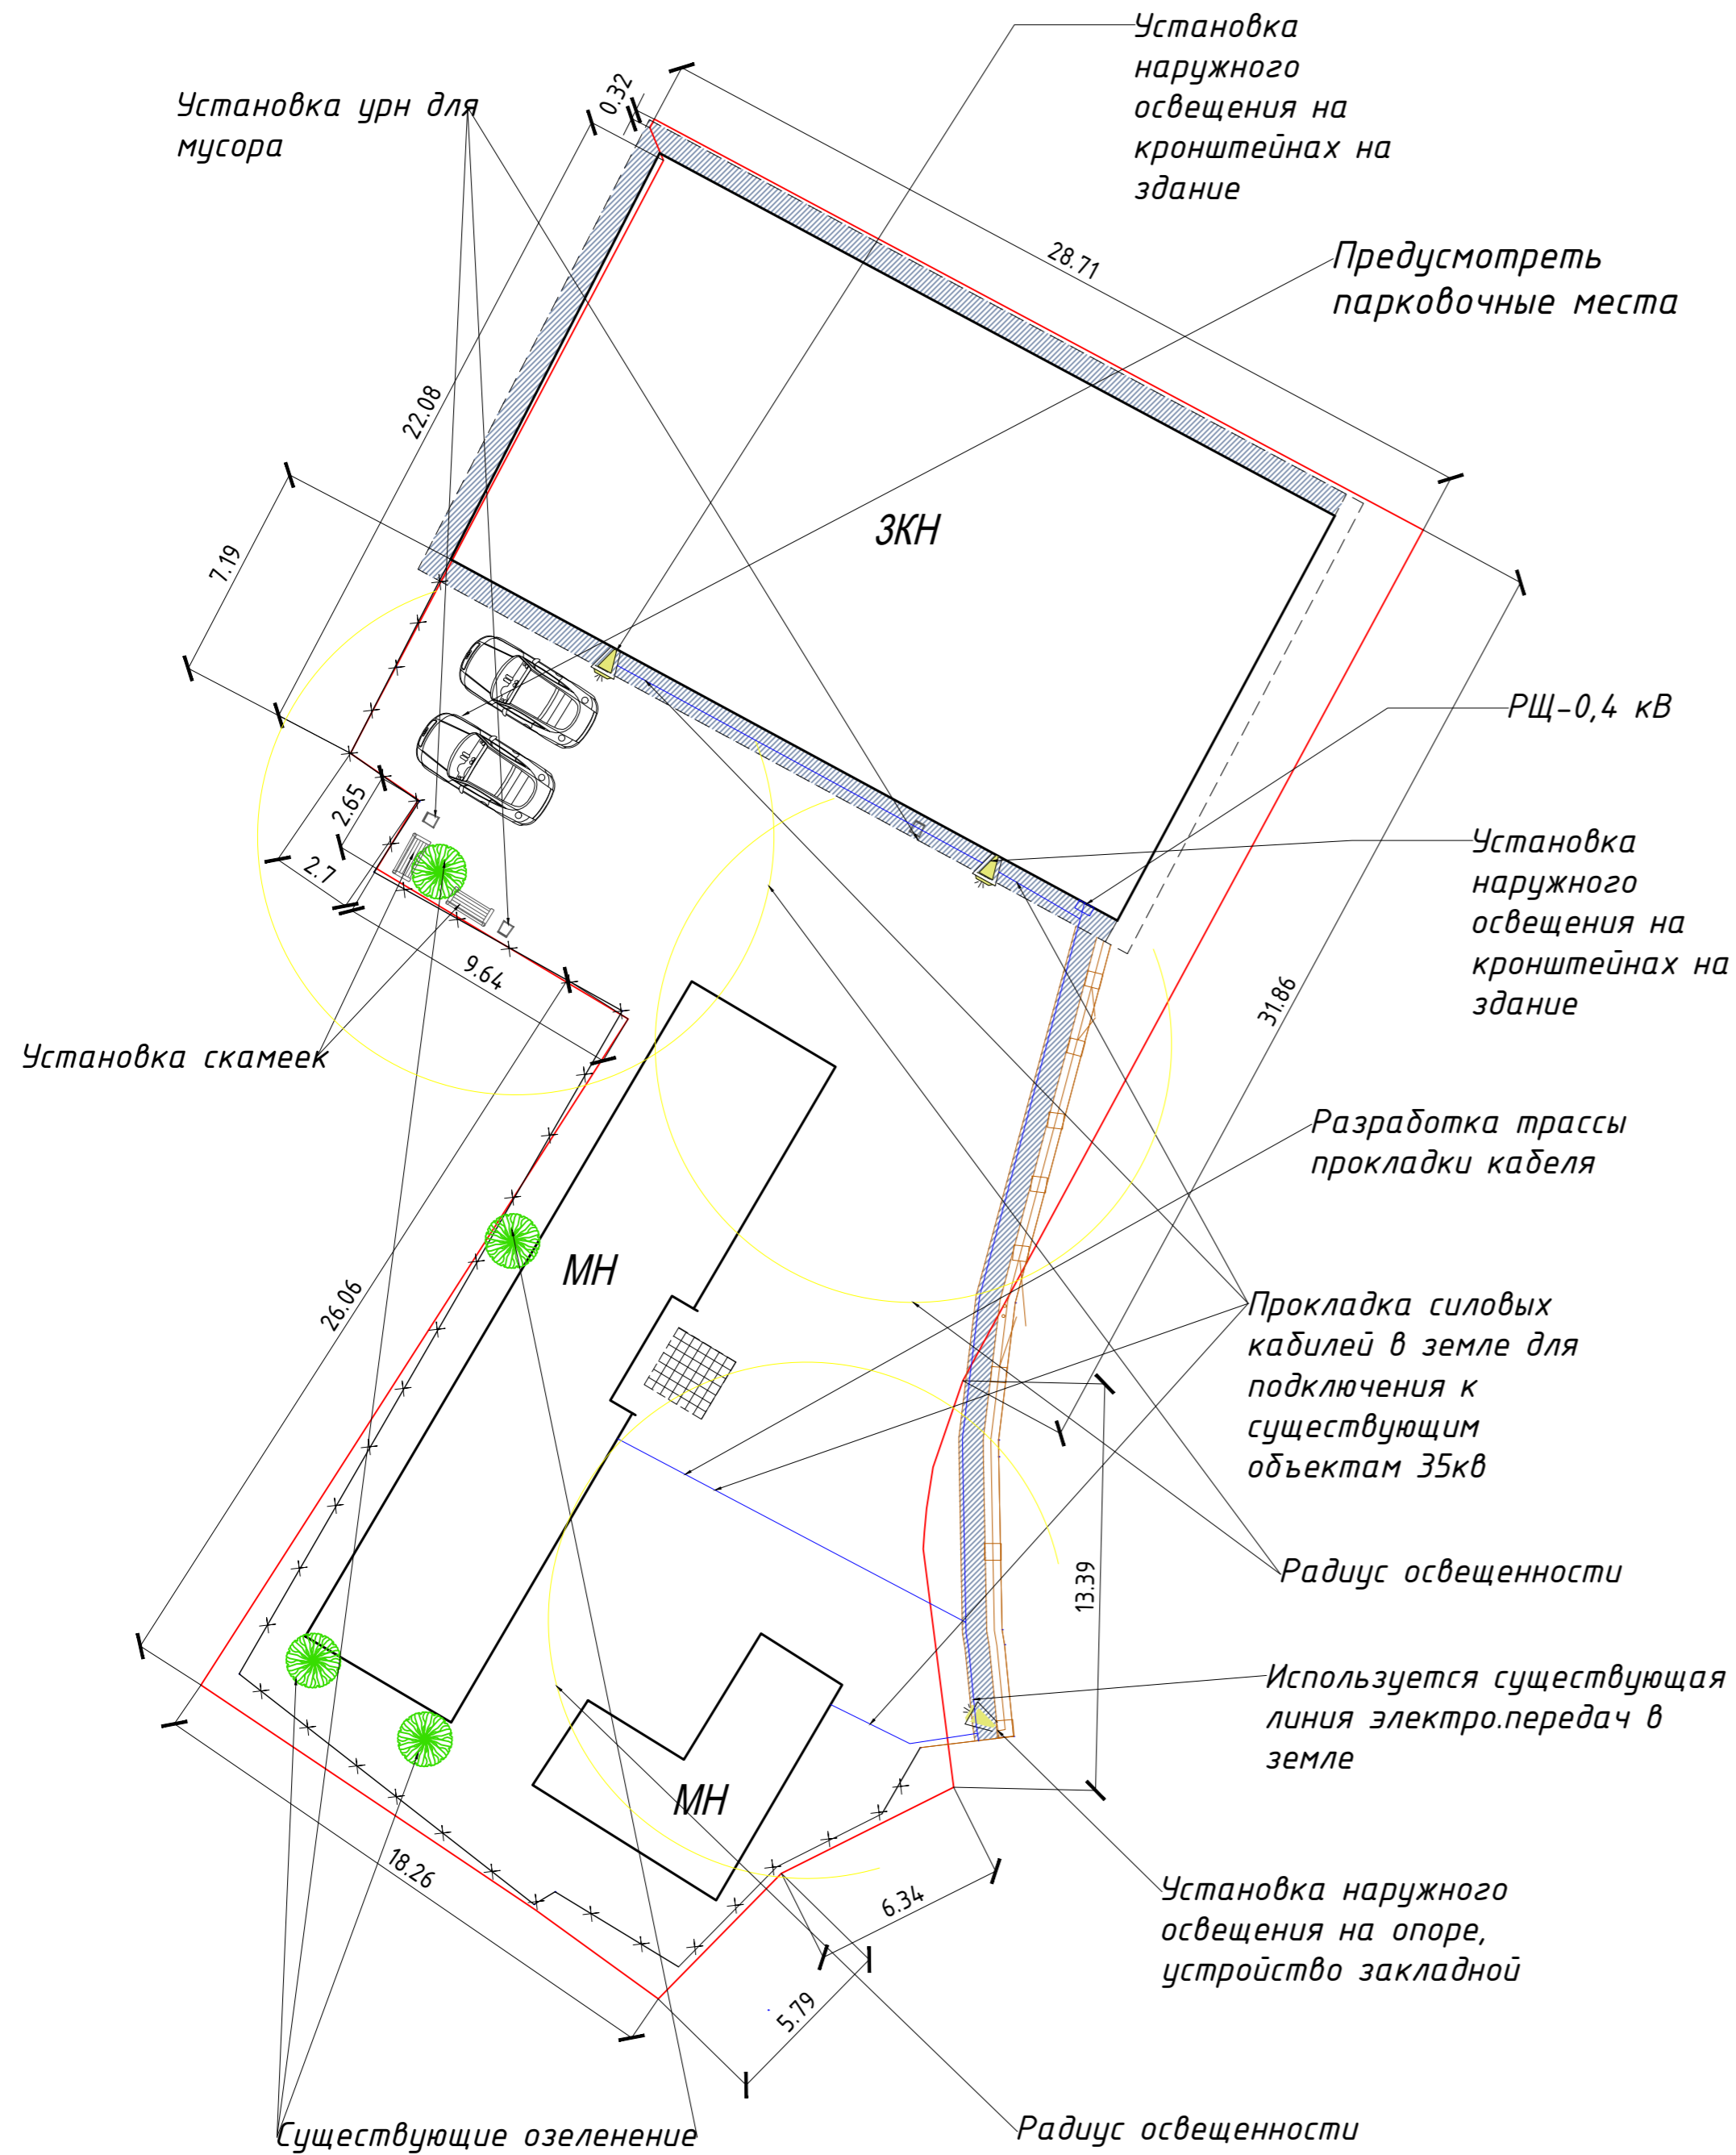 Установка
наружного
освещения на
кронштейнах на
здание
Установка урн для
мусора
0.32
28.71
Предусмотреть
парковочные места
22.08
3КН
7.19
РЩ-0,4 кВ
2.65
2.7
Установка
наружного
освещения на
кронштейнах на
здание
9.64
31.86
Установка скамеек
Разработка трассы
прокладки кабеля
МН
26.06
Прокладка силовых
кабилей в земле для
подключения к
существующим
объектам 35кв
13.39
Радиус освещенности
Используется существующая
линия электро.передач в
земле
МН
18.26
6.34
Установка наружного
освещения на опоре,
устройство закладной
5.79
Существующие озеленение
Радиус освещенности